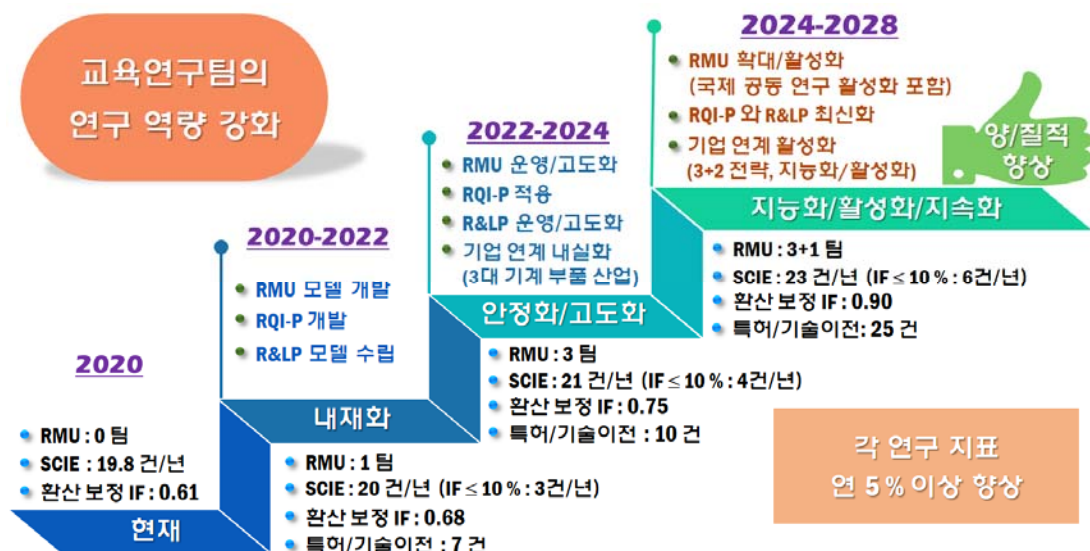 교육연구팀의
연구 역량 강화
2020
RMU : 0 팀
SCIE : 19.8 건/년
환산 보정 IF : 0.61
현재
2020-2022
RMU 모델 개발
RQI-P 개발
R&LP 모델 수립
내재화
RMU : 1 팀
SCIE : 20 건/년 (IF ≤ 10 % : 3건/년)
환산 보정 IF : 0.68
특허/기술이전 : 7 건
2022-2024
RMU 운영/고도화
RQI-P 적용
R&LP 운영/고도화
기업 연계 내실화
(3대 기계 부품 산업)
안정화/고도화
RMU : 3 팀
SCIE : 21 건/년 (IF ≤ 10 % : 4건/년)
환산 보정 IF : 0.75
특허/기술이전 : 10 건
2024-2028
RMU 확대/활성화
(국제 공동 연구 활성화 포함)
RQI-P 와 R&LP 최신화
기업 연계 활성화
(3+2 전략, 지능화/활성화)
양/질적
향상
지능화/활성화/지속화
RMU : 3+1 팀
SCIE : 23 건/년 (IF ≤ 10 % : 6건/년)
환산 보정 IF : 0.90
특허/기술이전: 25 건
각 연구 지표
연 5 % 이상 향상